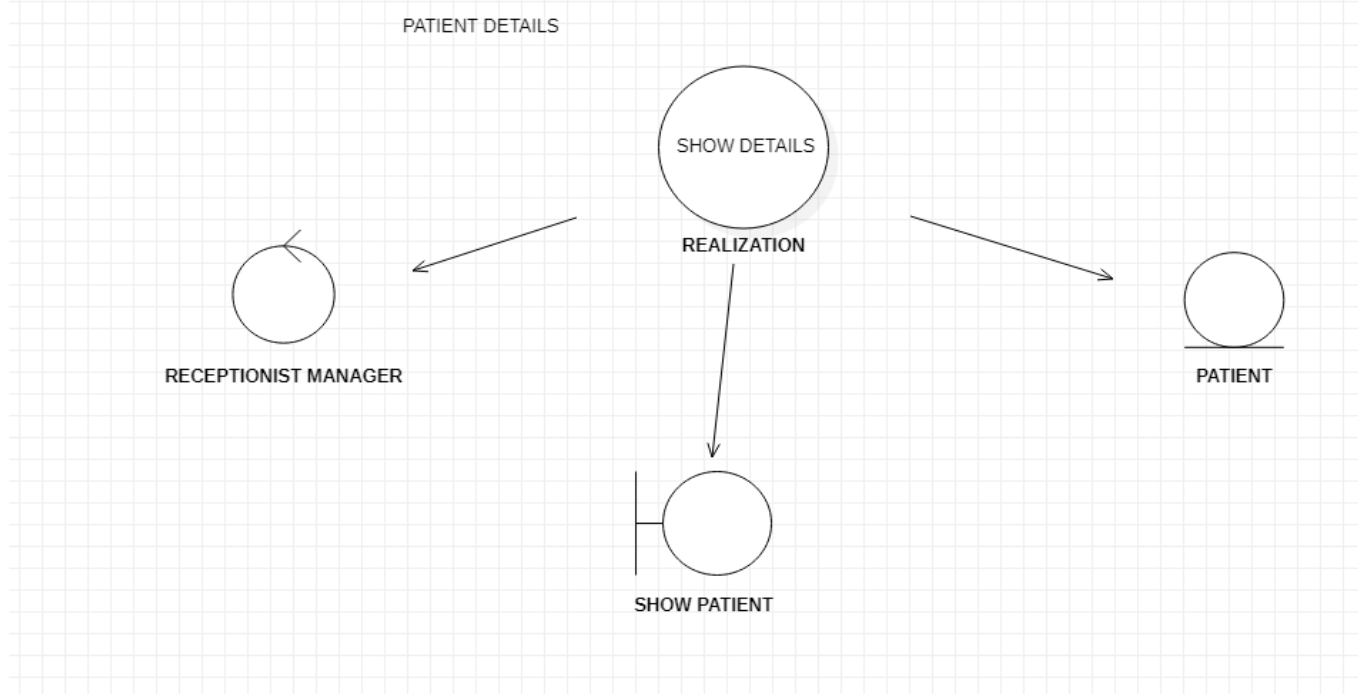 PATIENT DETAILS
SHOW DETAILS
REALIZATION
RECEPTIONIST MANAGER
PATIENT
SHOW PATIENT